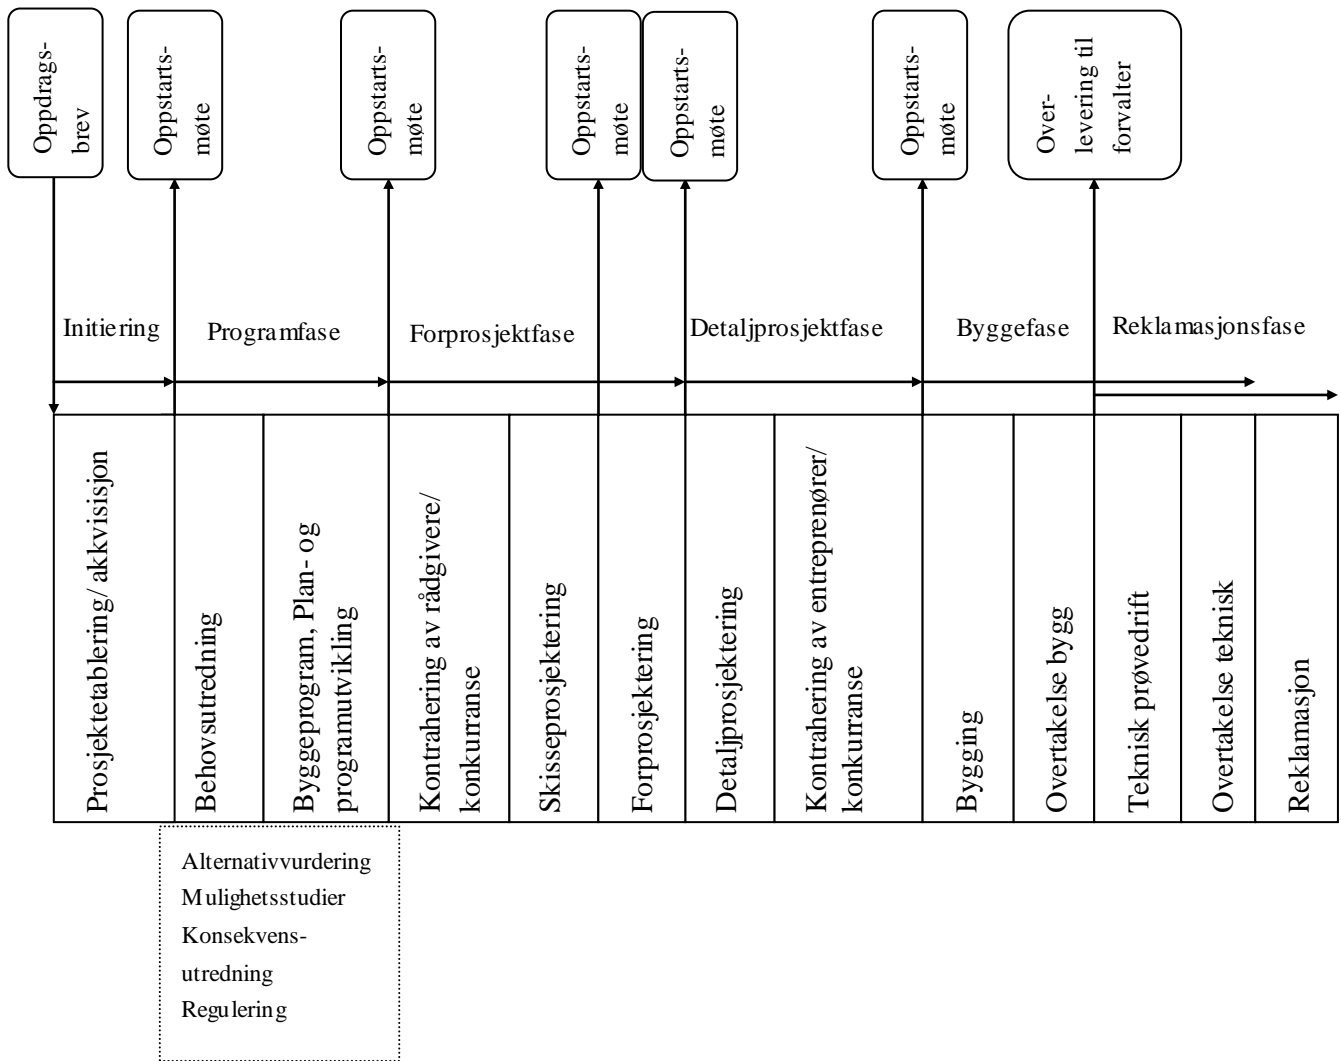 Oppdrags-
brev
Oppstarts-
møte
Oppstarts-
møte
Oppstarts-
møte
Oppstarts-
møte
Oppstarts-
møte
Over-
levering til
forvalter
Initiering
Programfase
Forprosjektfase
Detaljprosjektfase
Byggefase
Reklamasjonsfase
Prosjektetablering/ akkvisisjon
Behovsutredning
Byggeprogram, Plan- og
programutvikling
Kontrahering av rådgivere/
konkurranse
Skisseprosjektering
Forprosjektering
Detaljprosjektering
Kontrahering av entreprenører/
konkurranse
Bygging
Overtakelse bygg
Teknisk prøvedrift
Overtakelse teknisk
Reklamasjon
Alternativvurdering
Mulighetsstudier
Konsekvens-
utredning
Regulering